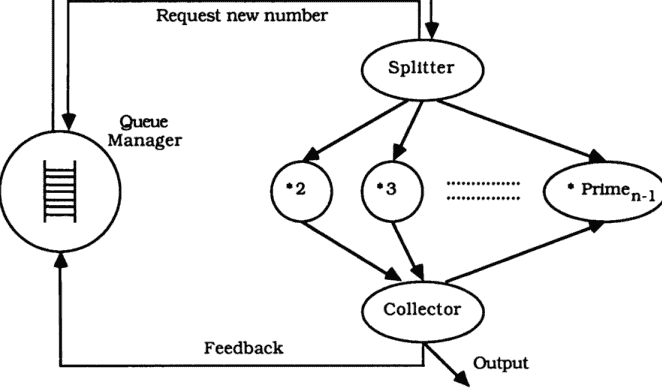 Request new number
Splitter
Queue
Manager
*2
*3
* Prime n-1
Collector
Feedback
Output